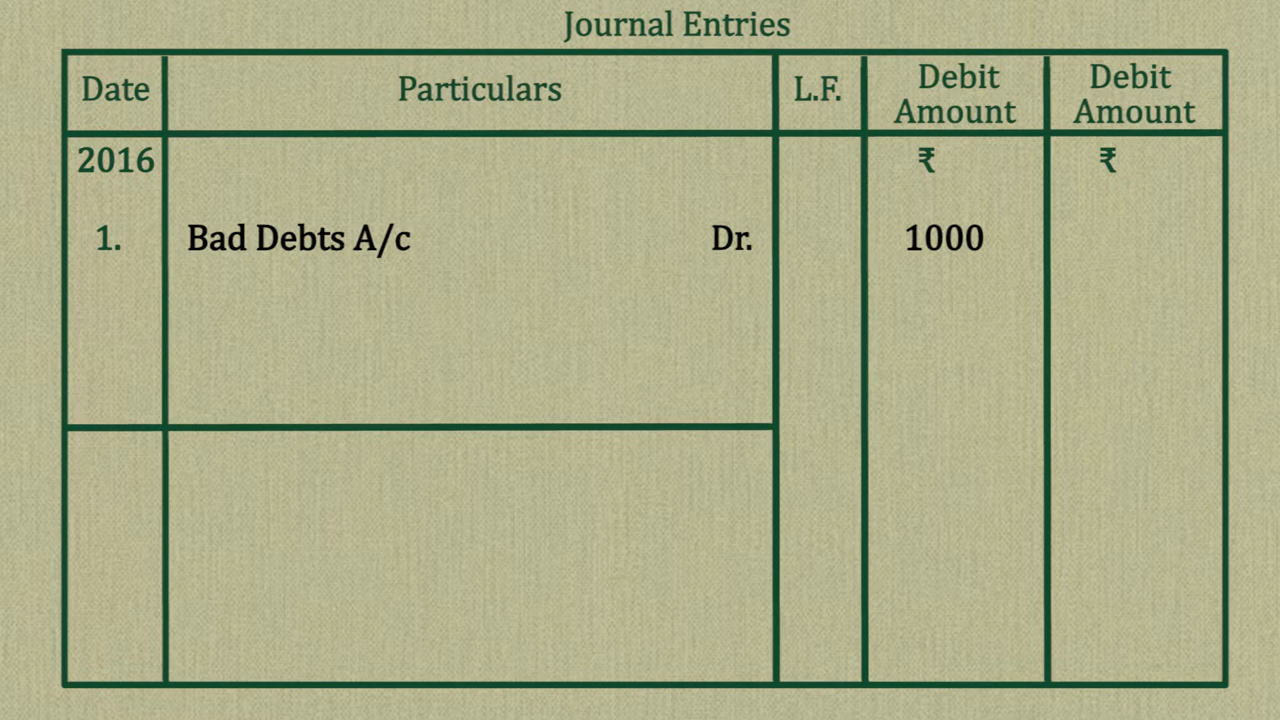 Journal Entries
Date Particulars L.F. Debit Amount Debit Amount
2016 ₹ ₹
1. Bad Debts A/c Dr. 1000